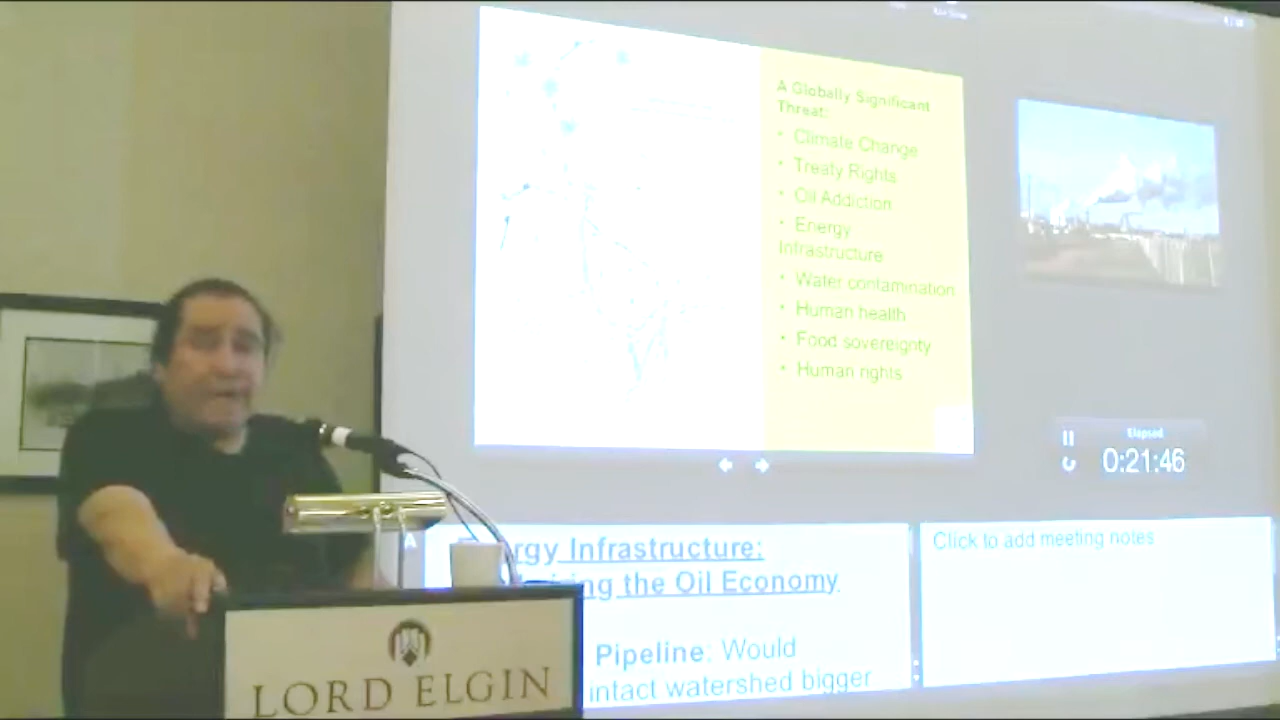 A Globally Significant
Threat:
• Climate Change
• Treaty Rights
• Oil Addiction
• Energy
Infrastructure
• Water contamination
• Human health
• Food sovereignty
• Human rights
Elapsed
0:21:46
rgy Infrastructure:
ing the Oil Economy
Pipeline: Would
intact watershed bigger
Click to add meeting notes
LORD ELGIN